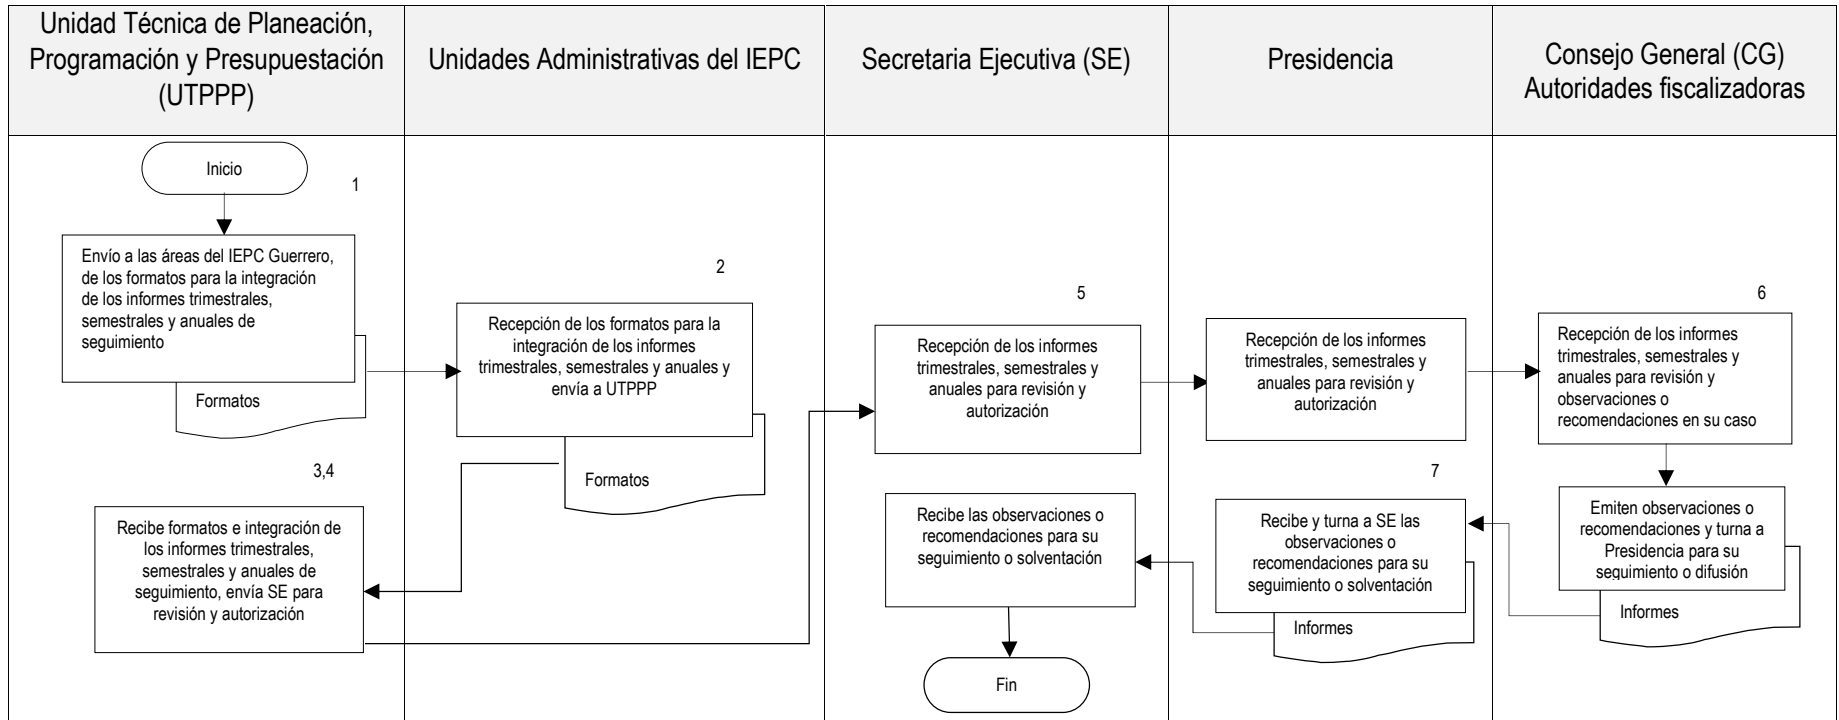 Unidad Técnica de Planeación,
Programación y Presupuestación
(UTPPP)
Unidades Administrativas del IEPC
Secretaria Ejecutiva (SE)
Presidencia
Consejo General (CG)
Autoridades fiscalizadoras
Inicio
1
Envío a las áreas del IEPC Guerrero,
de los formatos para la integración
de los informes trimestrales,
semestrales y anuales de
seguimiento
Formatos
2
Recepción de los formatos para la
integración de los informes
trimestrales, semestrales y anuales y
envía a UTPPP
Formatos
3,4
Recibe formatos e integración de
los informes trimestrales,
semestrales y anuales de
seguimiento, envía SE para
revisión y autorización
5
Recepción de los informes
trimestrales, semestrales y
anuales para revisión y
autorización
Recepción de los informes
trimestrales, semestrales y
anuales para revisión y
autorización
6
Recepción de los informes
trimestrales, semestrales y
anuales para revisión y
observaciones o
recomendaciones en su caso
Emiten observaciones o
recomendaciones y turna a
Presidencia para su
seguimiento o difusión
Informes
7
Recibe y turna a SE las
observaciones o
recomendaciones para su
seguimiento o solventación
Informes
Recibe las observaciones o
recomendaciones para su
seguimiento o solventación
Fin